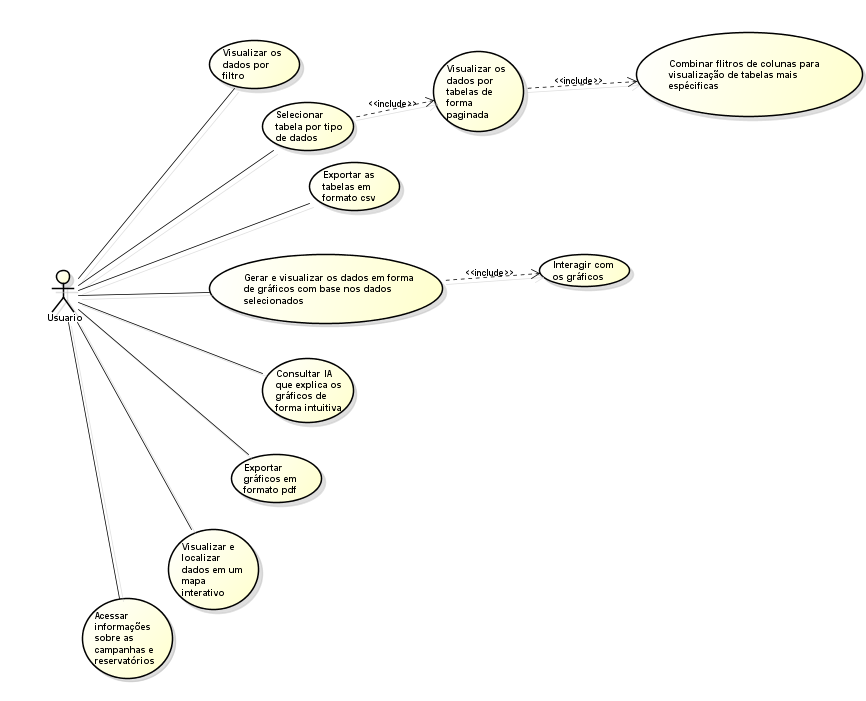 Visualizar os
dados por
filtro
Selecionar
tabela por tipo
de dados
<<include>>
Visualizar os
dados por
tabelas de
forma
paginada
<<include>>
Combinar flitros de colunas para
visualização de tabelas mais
espécificas
Exportar as
tabelas em
formato csv
Gerar e visualizar os dados em forma
de gráficos com base nos dados
selecionados
<<include>>
Interagir com
os gráficos
Usuario
Consultar IA
que explica os
gráficos de
forma intuitiva
Exportar
gráficos em
formato pdf
Visualizar e
localizar
dados em um
mapa
interativo
Acessar
informações
sobre as
campanhas e
reservatórios